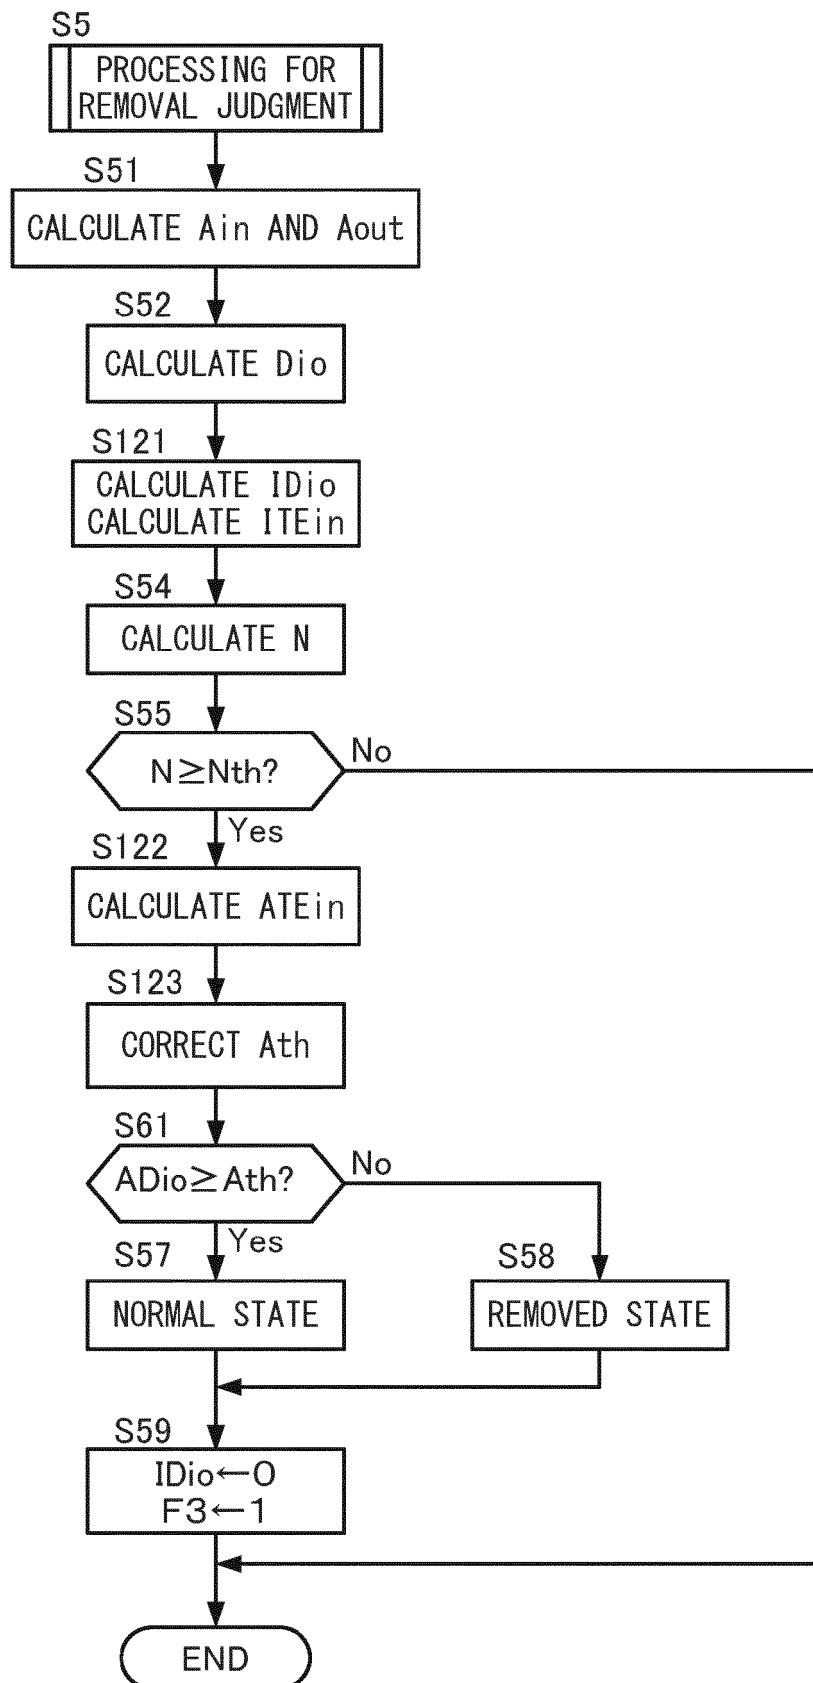 S5
PROCESSING FOR
REMOVAL JUDGMENT
S51
CALCULATE Ain AND Aout
S52
CALCULATE Dio
S121
CALCULATE IDio
CALCULATE ITEin
S54
CALCULATE N
S55
N≥Nth?
No
Yes
S122
CALCULATE ATEin
S123
CORRECT Ath
S61
ADio≥Ath?
No
Yes
S57
NORMAL STATE
S58
REMOVED STATE
S59
IDio←0
F3←1
END